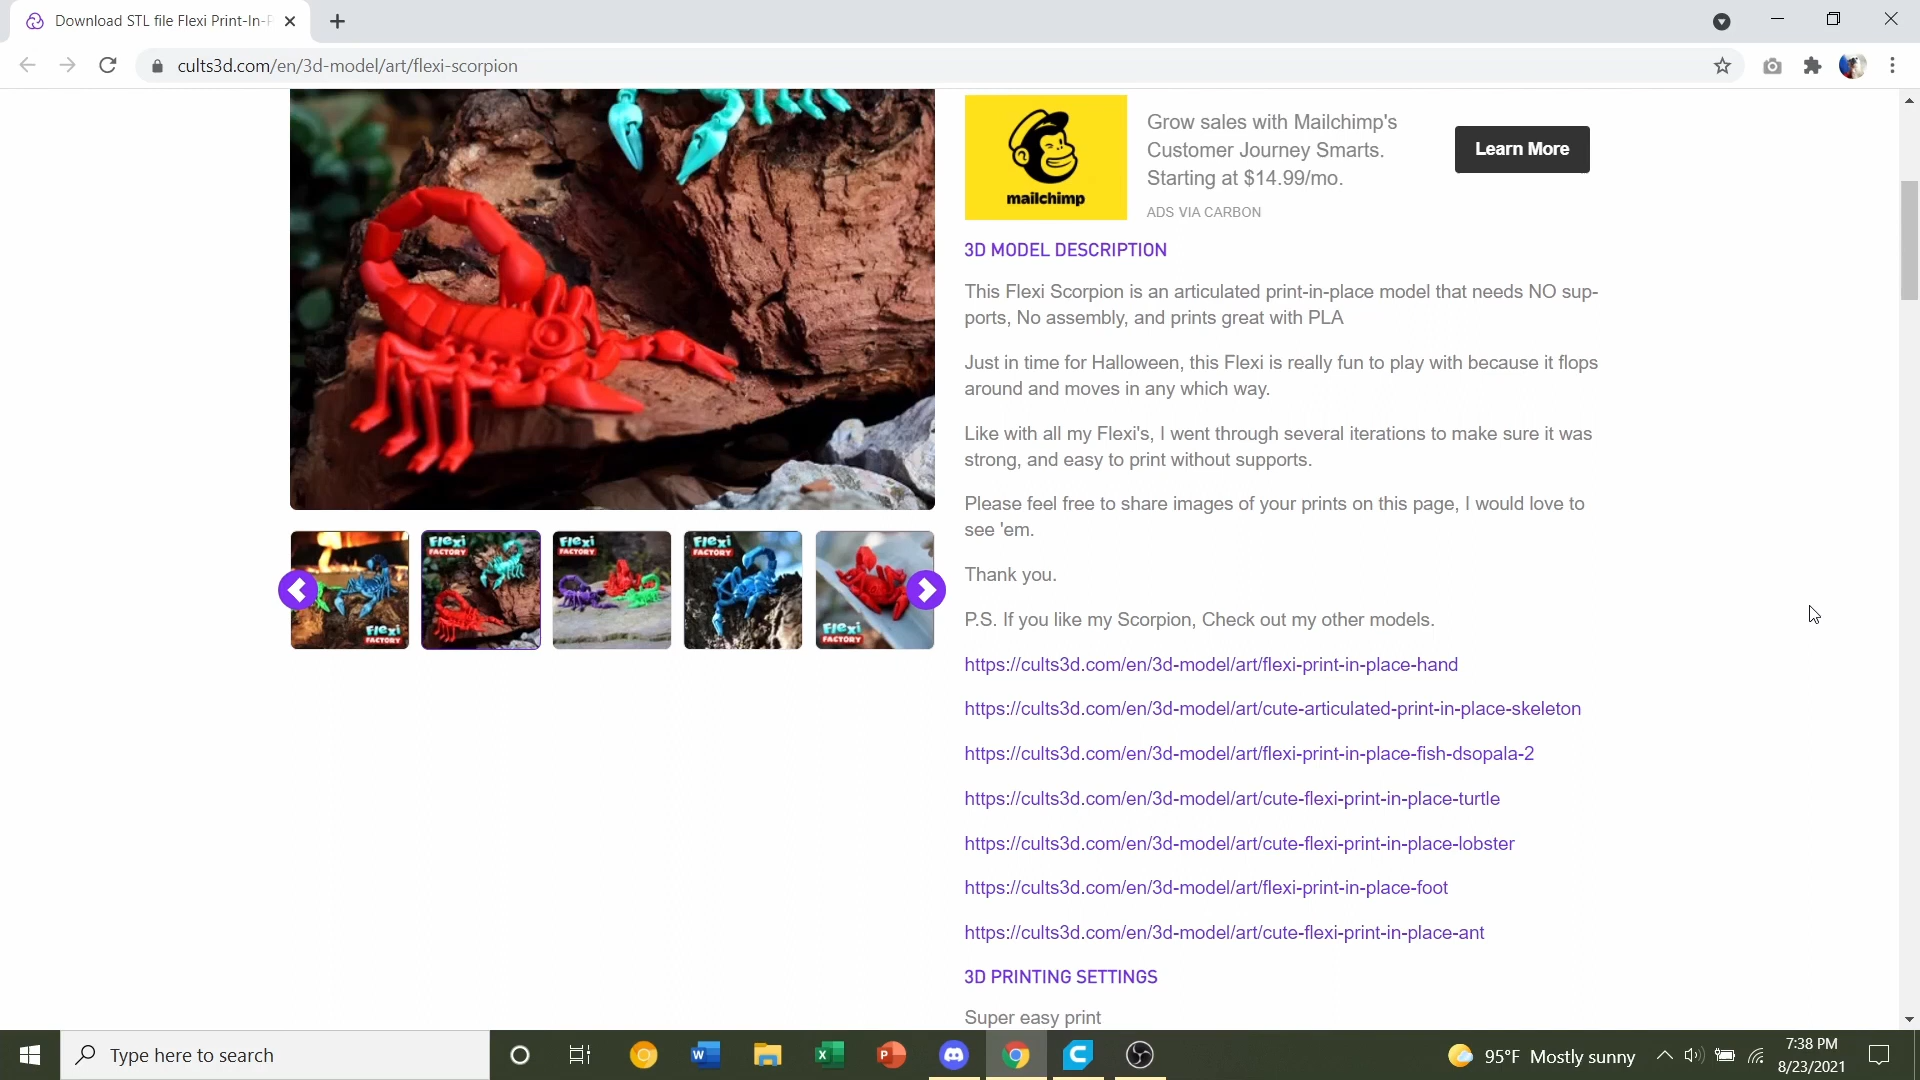 Download STL file Flexi Print-In-P
cults3d.com/en/3d-model/art/flexi-scorpion
mailchimp
Grow sales with Mailchimp's
Customer Journey Smarts.
Starting at $14.99/mo.
ADS VIA CARBON
Learn More
3D MODEL DESCRIPTION
This Flexi Scorpion is an articulated print-in-place model that needs NO sup-
ports, No assembly, and prints great with PLA
Just in time for Halloween, this Flexi is really fun to play with because it flops
around and moves in any which way.
Like with all my Flexi's, I went through several iterations to make sure it was
strong, and easy to print without supports.
Please feel free to share images of your prints on this page, I would love to
see 'em.
Thank you.
P.S. If you like my Scorpion, Check out my other models.
https://cults3d.com/en/3d-model/art/flexi-print-in-place-hand
https://cults3d.com/en/3d-model/art/cute-articulated-print-in-place-skeleton
https://cults3d.com/en/3d-model/art/flexi-print-in-place-fish-dsopala-2
https://cults3d.com/en/3d-model/art/cute-flexi-print-in-place-turtle
https://cults3d.com/en/3d-model/art/cute-flexi-print-in-place-lobster
https://cults3d.com/en/3d-model/art/flexi-print-in-place-foot
https://cults3d.com/en/3d-model/art/cute-flexi-print-in-place-ant
3D PRINTING SETTINGS
Super easy print
Flexi
FACTORY
Flexi
FACTORY
Flexi
FACTORY
Flexi
FACTORY
Flexi
FACTORY
Type here to search
W
X
P
C
95°F Mostly sunny
7:38 PM
8/23/2021